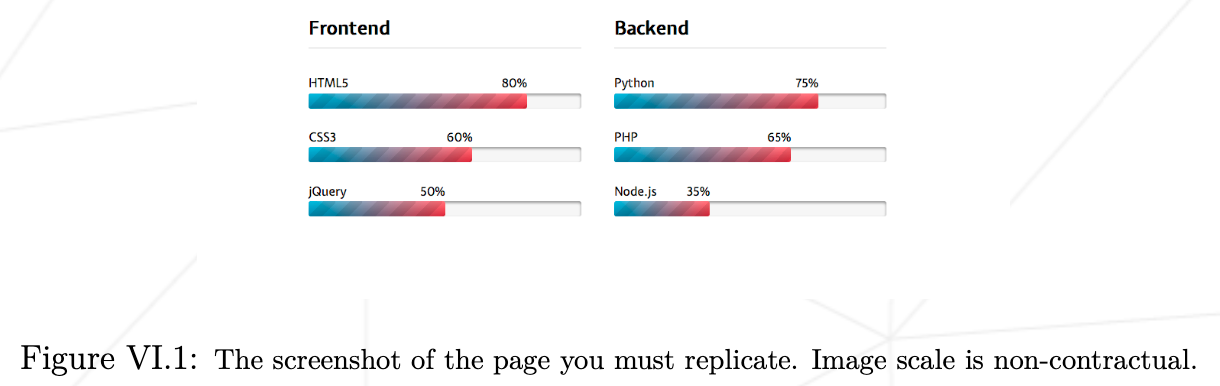 Frontend
HTML5 80%
CSS3 60%
jQuery 50%
Backend
Python 75%
PHP 65%
Node.js 35%
Figure VI.1: The screenshot of the page you must replicate. Image scale is non-contractual.